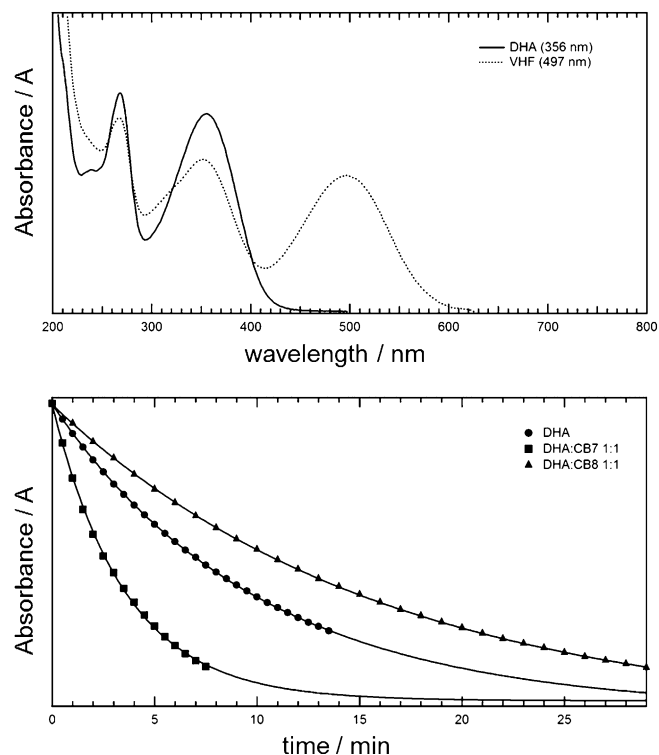 DHA (356 nm)
VHF (497 nm)
Absorbance / A
200 300 400 500 600 700 800
wavelength / nm
DHA
DHA:CB7 1:1
DHA:CB8 1:1
Absorbance / A
0 5 10 15 20 25
time / min